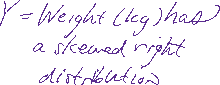 Y = Weight (kg) has
a skewed right
distribution